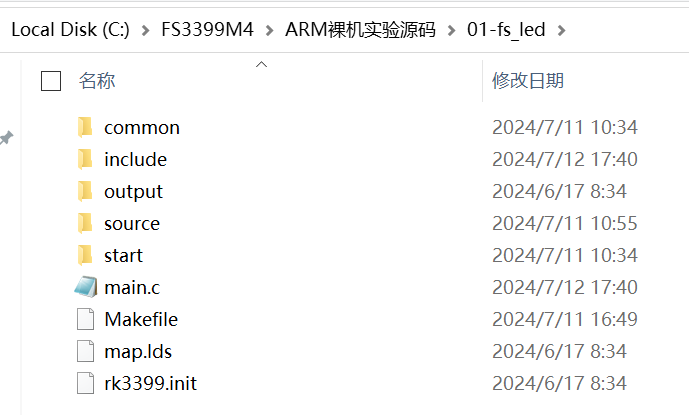 Local Disk (C:) > FS3399M4 > ARM裸机实验源码 > 01-fs_led >
名称 修改日期
common 2024/7/11 10:34
include 2024/7/12 17:40
output 2024/6/17 8:34
source 2024/7/11 10:55
start 2024/7/11 10:34
main.c 2024/7/12 17:40
Makefile 2024/7/11 16:49
map.lds 2024/6/17 8:34
rk3399.init 2024/6/17 8:34